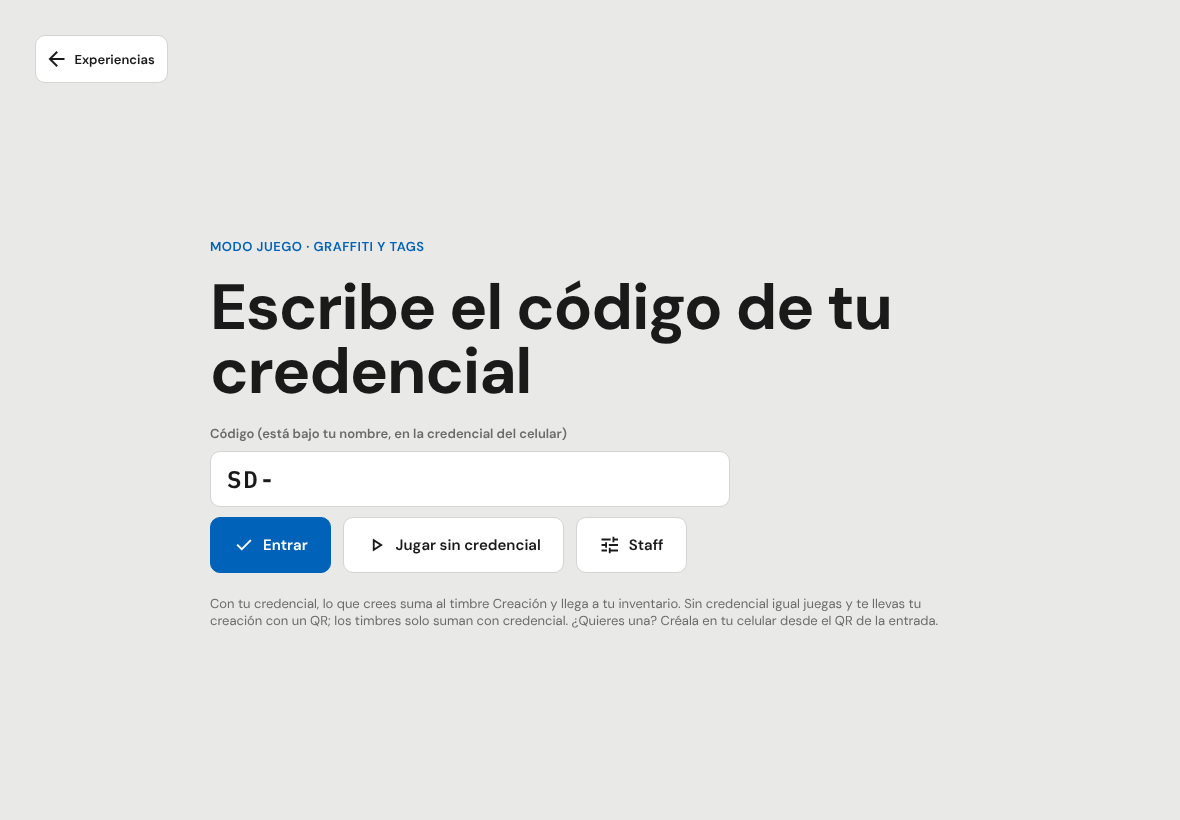 Experiencias
MODO JUEGO · GRAFFITI Y TAGS
Escribe el código de tu
credencial
Código (está bajo tu nombre, en la credencial del celular)
SD-
Entrar
Jugar sin credencial
Staff
Con tu credencial, lo que crees suma al timbre Creación y llega a tu inventario. Sin credencial igual juegas y te llevas tu
creación con un QR; los timbres solo suman con credencial. ¿Quieres una? Créala en tu celular desde el QR de la entrada.